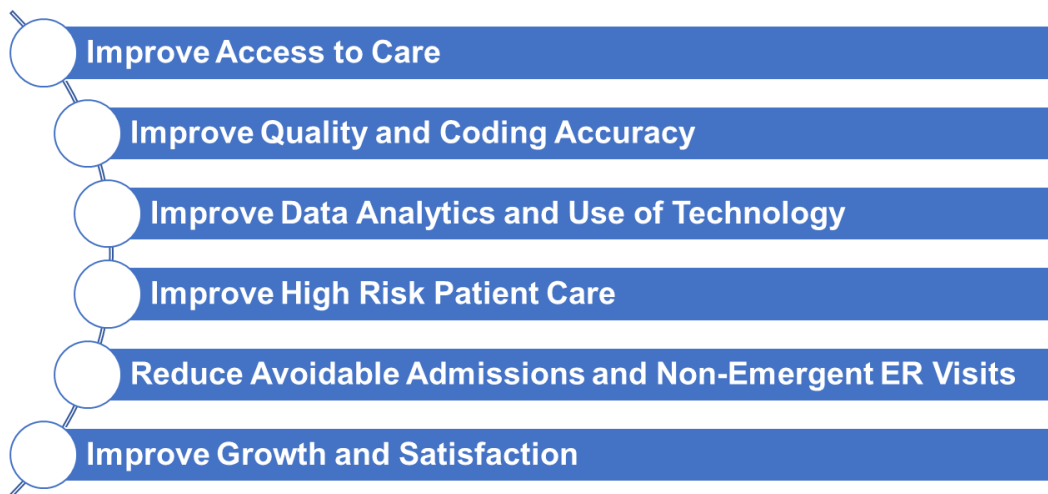 Improve Access to Care
Improve Quality and Coding Accuracy
Improve Data Analytics and Use of Technology
Improve High Risk Patient Care
Reduce Avoidable Admissions and Non-Emergent ER Visits
Improve Growth and Satisfaction